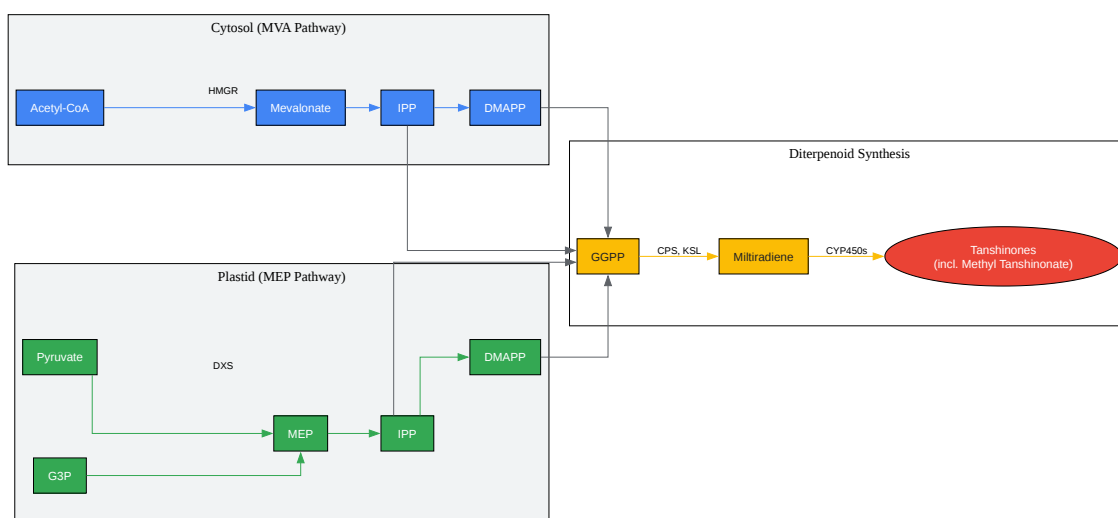 Cytosol (MVA Pathway)
Acetyl-CoA
HMGR
Mevalonate
IPP
DMAPP
Diterpenoid Synthesis
GGPP
CPS, KSL
Miltiradiene
CYP450s
Tanshinones
(incl. Methyl Tanshinonate)
Plastid (MEP Pathway)
Pyruvate
DXS
DMAPP
MEP
IPP
G3P